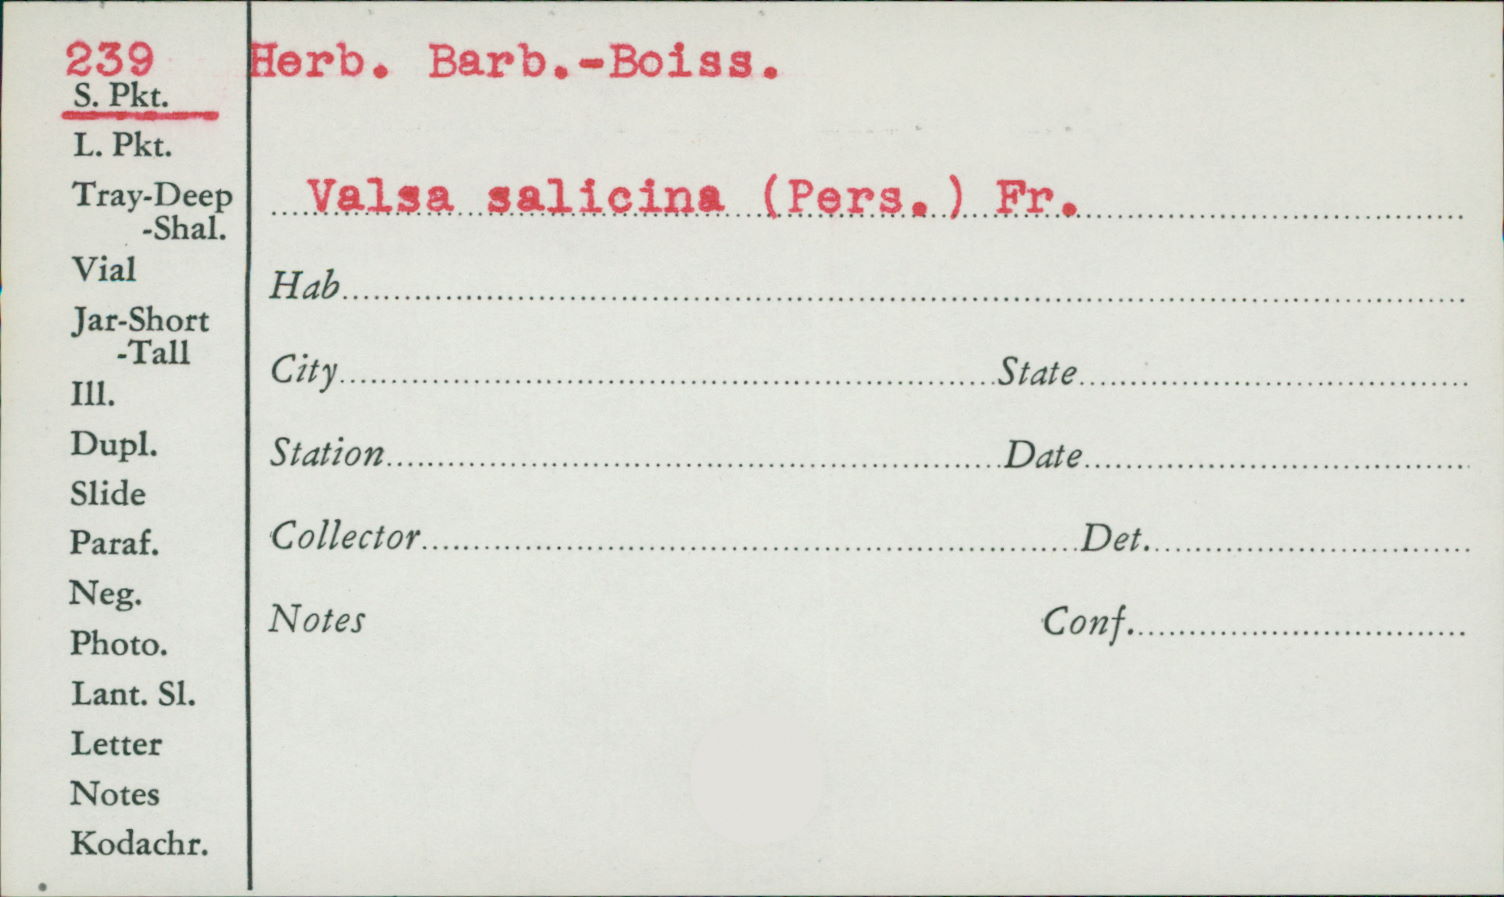 239
Herb. Barb.-Boiss.
S. Pkt.
L. Pkt.
Tray-Deep
-Shal.
Vial
Jar-Short
-Tall
Ill.
Dupl.
Slide
Paraf.
Neg.
Photo.
Lant. Sl.
Letter
Notes
Kodachr.
Valsa salicina (Pers.) Fr.
Hab
City State
Station Date
Collector Det.
Notes Conf.